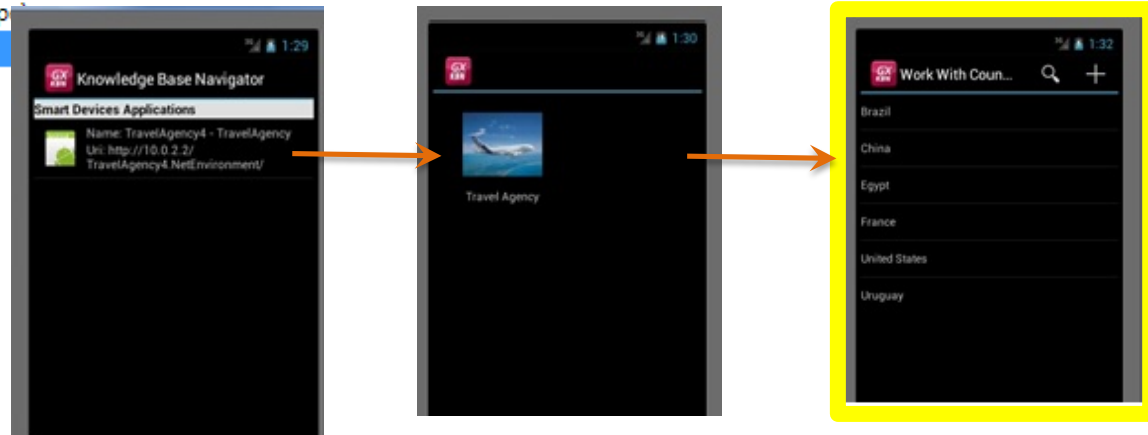 1:29
GX
KBN
Knowledge Base Navigator
Smart Devices Applications
Name: TravelAgency4 - TravelAgency
Uri: http://10.0.2.2/
TravelAgency4.NetEnvironment/
1:30
GX
KBN
Travel Agency
1:32
GX
KBN
Work With Coun...
Brazil
China
Egypt
France
United States
Uruguay